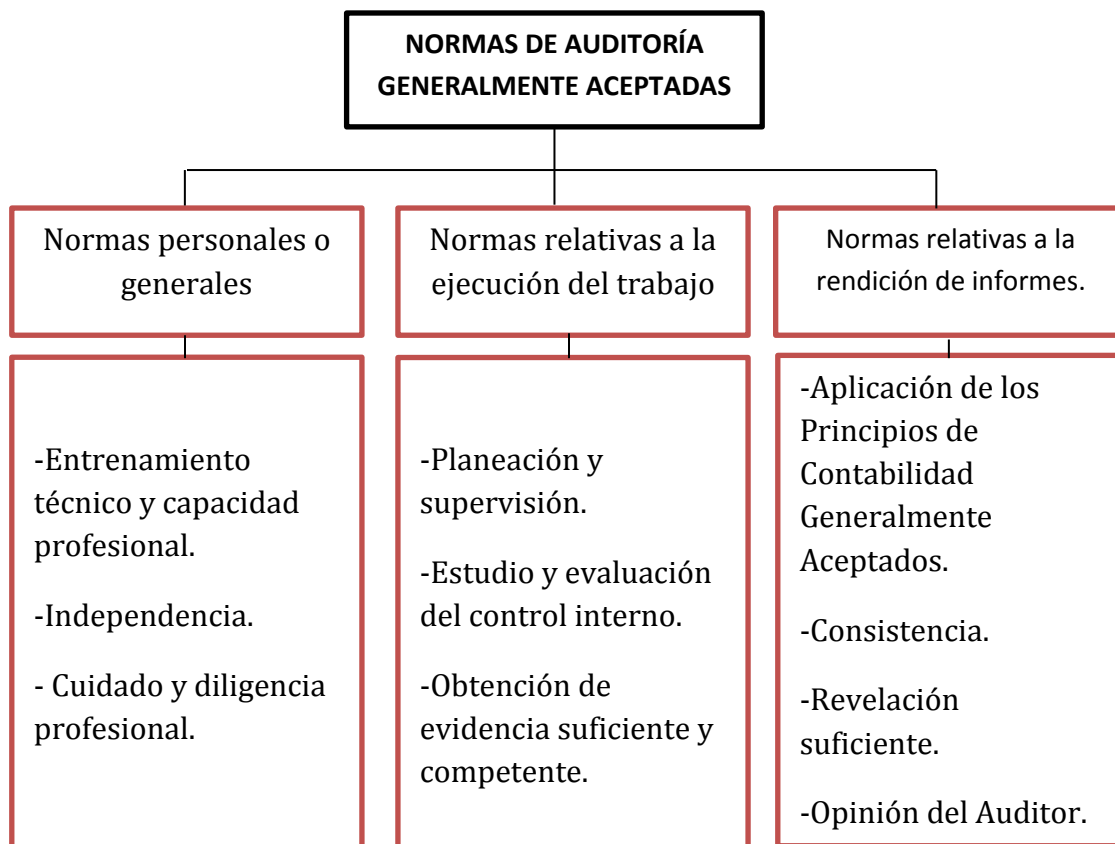 NORMAS DE AUDITORÍA
GENERALMENTE ACEPTADAS
Normas personales o
generales
Normas relativas a la
ejecución del trabajo
Normas relativas a la
rendición de informes.
-Entrenamiento
técnico y capacidad
profesional.
-Independencia.
- Cuidado y diligencia
profesional.
-Planeación y
supervisión.
-Estudio y evaluación
del control interno.
-Obtención de
evidencia suficiente y
competente.
-Aplicación de los
Principios de
Contabilidad
Generalmente
Aceptados.
-Consistencia.
-Revelación
suficiente.
-Opinión del Auditor.